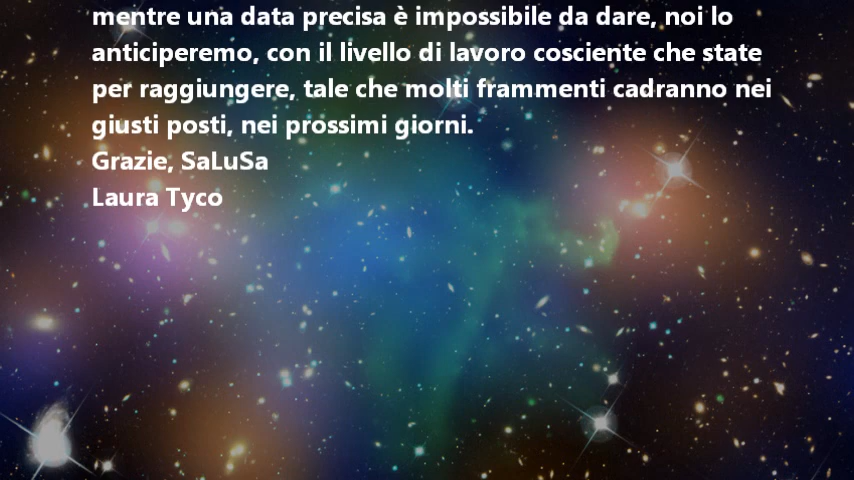 mentre una data precisa è impossibile da dare, noi lo
anticiperemo, con il livello di lavoro cosciente che state
per raggiungere, tale che molti frammenti cadranno nei
giusti posti, nei prossimi giorni.
Grazie, SaLuSa
Laura Tyco